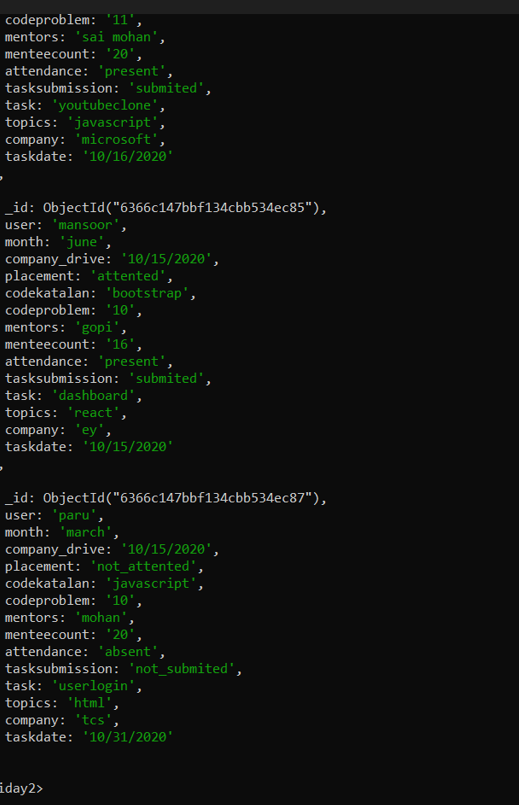 codeproblem: '11',
mentors: 'sai mohan',
menteecount: '20',
attendance: 'present',
tasksubmission: 'submited',
task: 'youtubeclone',
topics: 'javascript',
company: 'microsoft',
taskdate: '10/16/2020'
,
_id: ObjectId("6366c147bbf134cbb534ec85"),
user: 'mansoor',
month: 'june',
company_drive: '10/15/2020',
placement: 'attented',
codekatalan: 'bootstrap',
codeproblem: '10',
mentors: 'gopi',
menteecount: '16',
attendance: 'present',
tasksubmission: 'submited',
task: 'dashboard',
topics: 'react',
company: 'ey',
taskdate: '10/15/2020'
,
_id: ObjectId("6366c147bbf134cbb534ec87"),
user: 'paru',
month: 'march',
company_drive: '10/15/2020',
placement: 'not_attented',
codekatalan: 'javascript',
codeproblem: '10',
mentors: 'mohan',
menteecount: '20',
attendance: 'absent',
tasksubmission: 'not_submited',
task: 'userlogin',
topics: 'html',
company: 'tcs',
taskdate: '10/31/2020'
iday2>